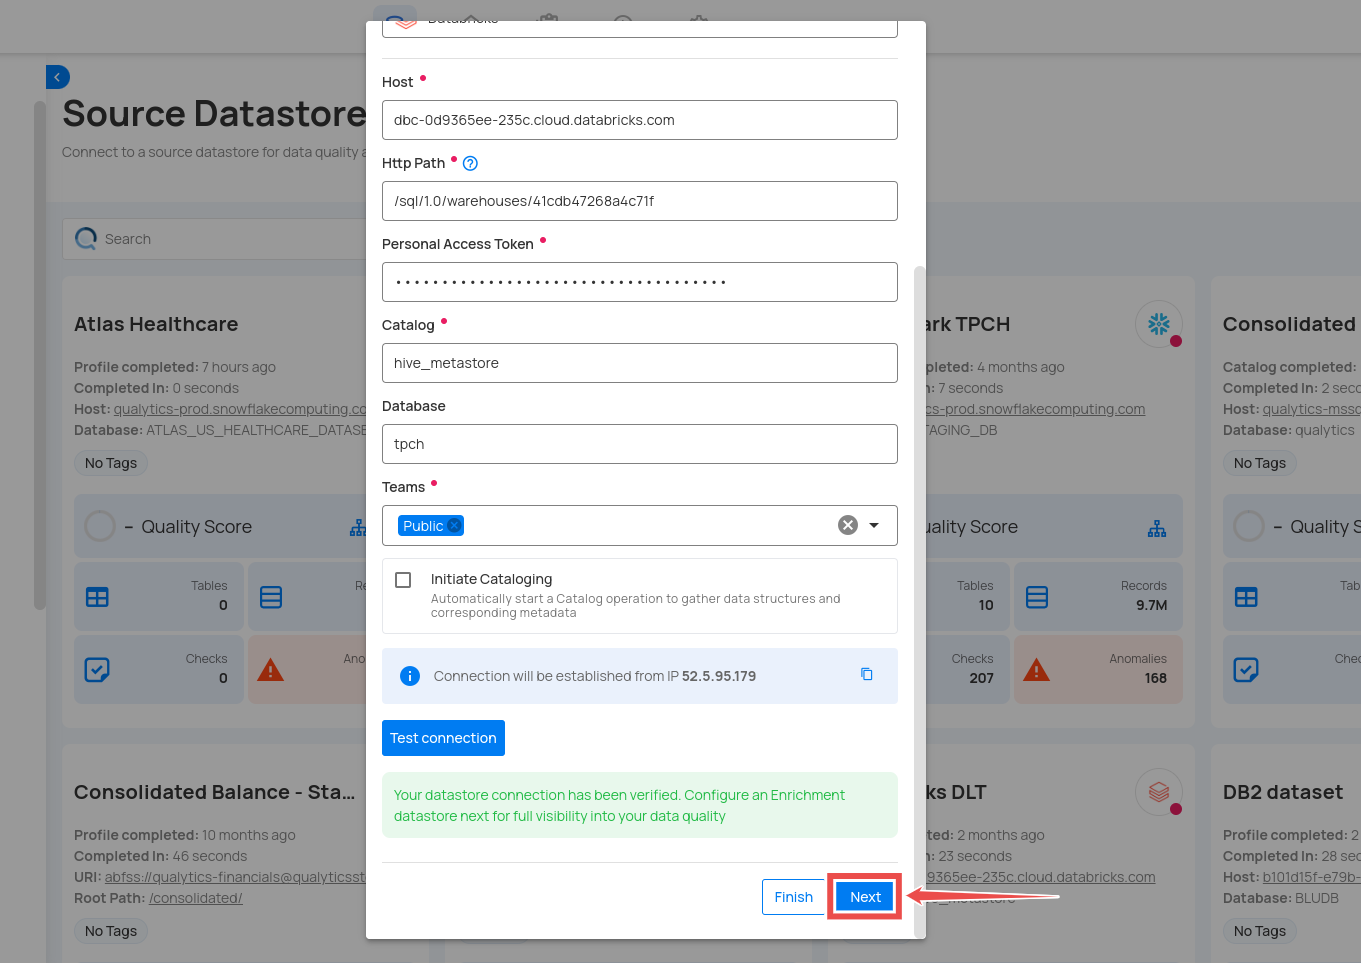 Databricks
Source Datastore
Connect to a source datastore for data quality a
Search
Host
dbc-0d9365ee-235c.cloud.databricks.com
Http Path
/sql/1.0/warehouses/41cdb47268a4c71f
Personal Access Token
Catalog
hive_metastore
Database
tpch
Teams
Public
Initiate Cataloging
Automatically start a Catalog operation to gather data structures and
corresponding metadata
Connection will be established from IP 52.5.95.179
Test connection
Your datastore connection has been verified. Configure an Enrichment
datastore next for full visibility into your data quality
Finish
Next
Atlas Healthcare
Profile completed: 7 hours ago
Completed In: 0 seconds
Host: qualytics-prod.snowflakecomputing.co
Database: ATLAS_US_HEALTHCARE_DATASE
No Tags
– Quality Score
Tables
0
Re
Checks
0
Ano
ark TPCH
pleted: 4 months ago
n: 7 seconds
cs-prod.snowflakecomputing.com
TAGING_DB
uality Score
Tables
10
Records
9.7M
Checks
207
Anomalies
168
Consolidated
Catalog completed:
Completed In: 2 seco
Host: qualytics-mssq
Database: qualytics
No Tags
– Quality S
Tab
Chec
Consolidated Balance - Sta...
Profile completed: 10 months ago
Completed In: 46 seconds
URI: abfss://qualytics-financials@qualyticsst
Root Path: /consolidated/
No Tags
ks DLT
ted: 2 months ago
n: 23 seconds
9365ee-235c.cloud.databricks.com
ve_metastore
DB2 dataset
Profile completed: 2
Completed In: 28 sec
Host: b101d15f-e79b-
Database: BLUDB
No Tags